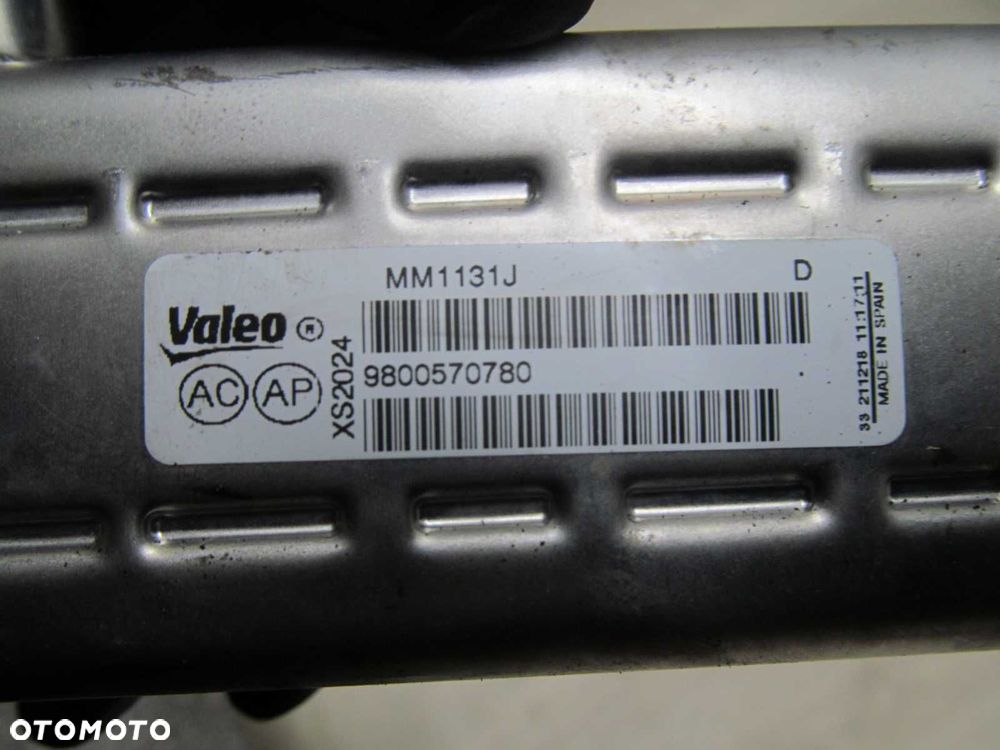 MM1131J D
Valeo ®
AC AP
XS2024
9800570780
33 211218 11:17:11
MADE IN SPAIN
OTOMOTO